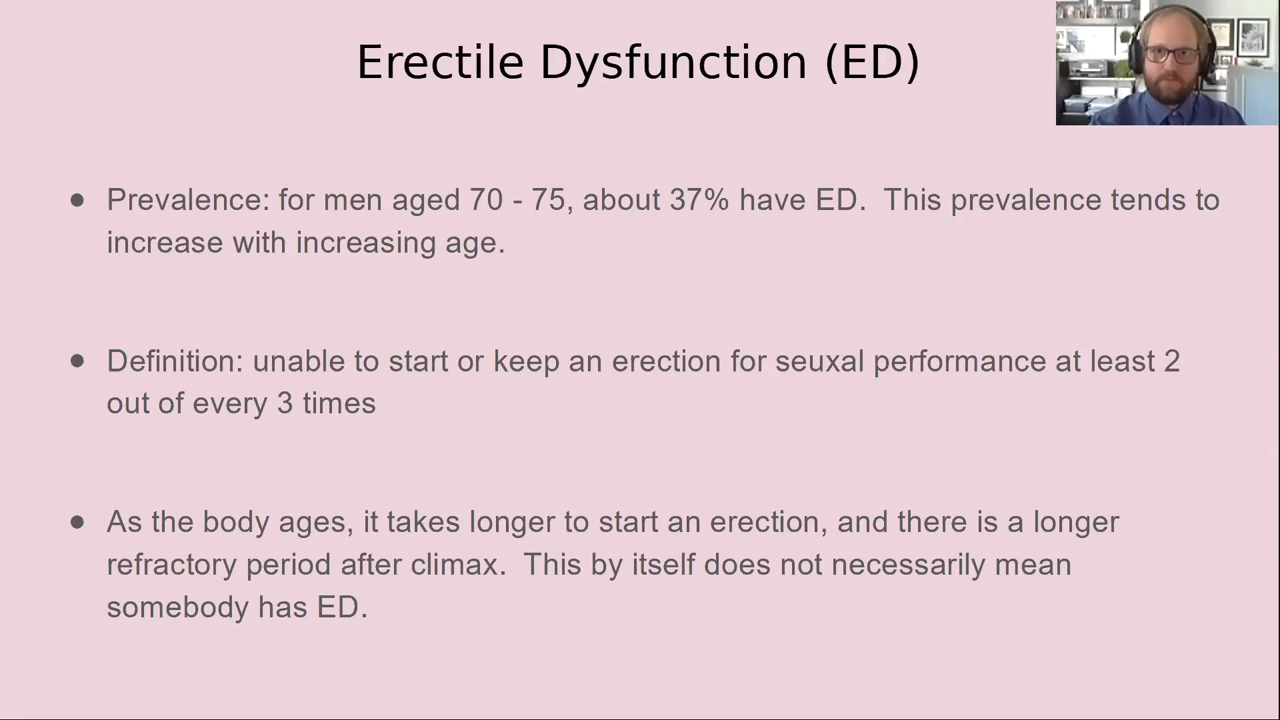 Erectile Dysfunction (ED)
● Prevalence: for men aged 70 - 75, about 37% have ED.  This prevalence tends to
increase with increasing age.
● Definition: unable to start or keep an erection for seuxal performance at least 2
out of every 3 times
● As the body ages, it takes longer to start an erection, and there is a longer
refractory period after climax.  This by itself does not necessarily mean
somebody has ED.